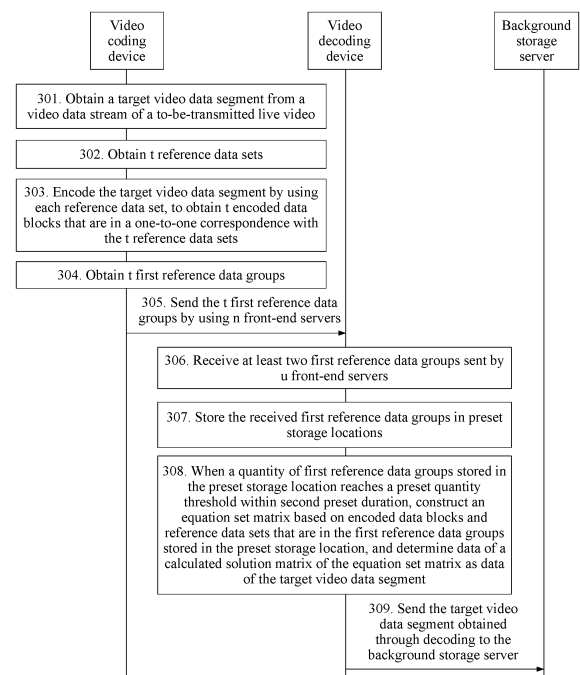 Video
coding
device
Video
decoding
device
Background
storage
server
301. Obtain a target video data segment from a
video data stream of a to-be-transmitted live video
302. Obtain t reference data sets
303. Encode the target video data segment by using
each reference data set, to obtain t encoded data
blocks that are in a one-to-one correspondence with
the t reference data sets
304. Obtain t first reference data groups
305. Send the t first reference data
groups by using n front-end servers
306. Receive at least two first reference data groups sent by
u front-end servers
307. Store the received first reference data groups in preset
storage locations
308. When a quantity of first reference data groups stored in
the preset storage location reaches a preset quantity
threshold within second preset duration, construct an
equation set matrix based on encoded data blocks and
reference data sets that are in the first reference data groups
stored in the preset storage location, and determine data of a
calculated solution matrix of the equation set matrix as data
of the target video data segment
309. Send the target video
data segment obtained
through decoding to the
background storage server